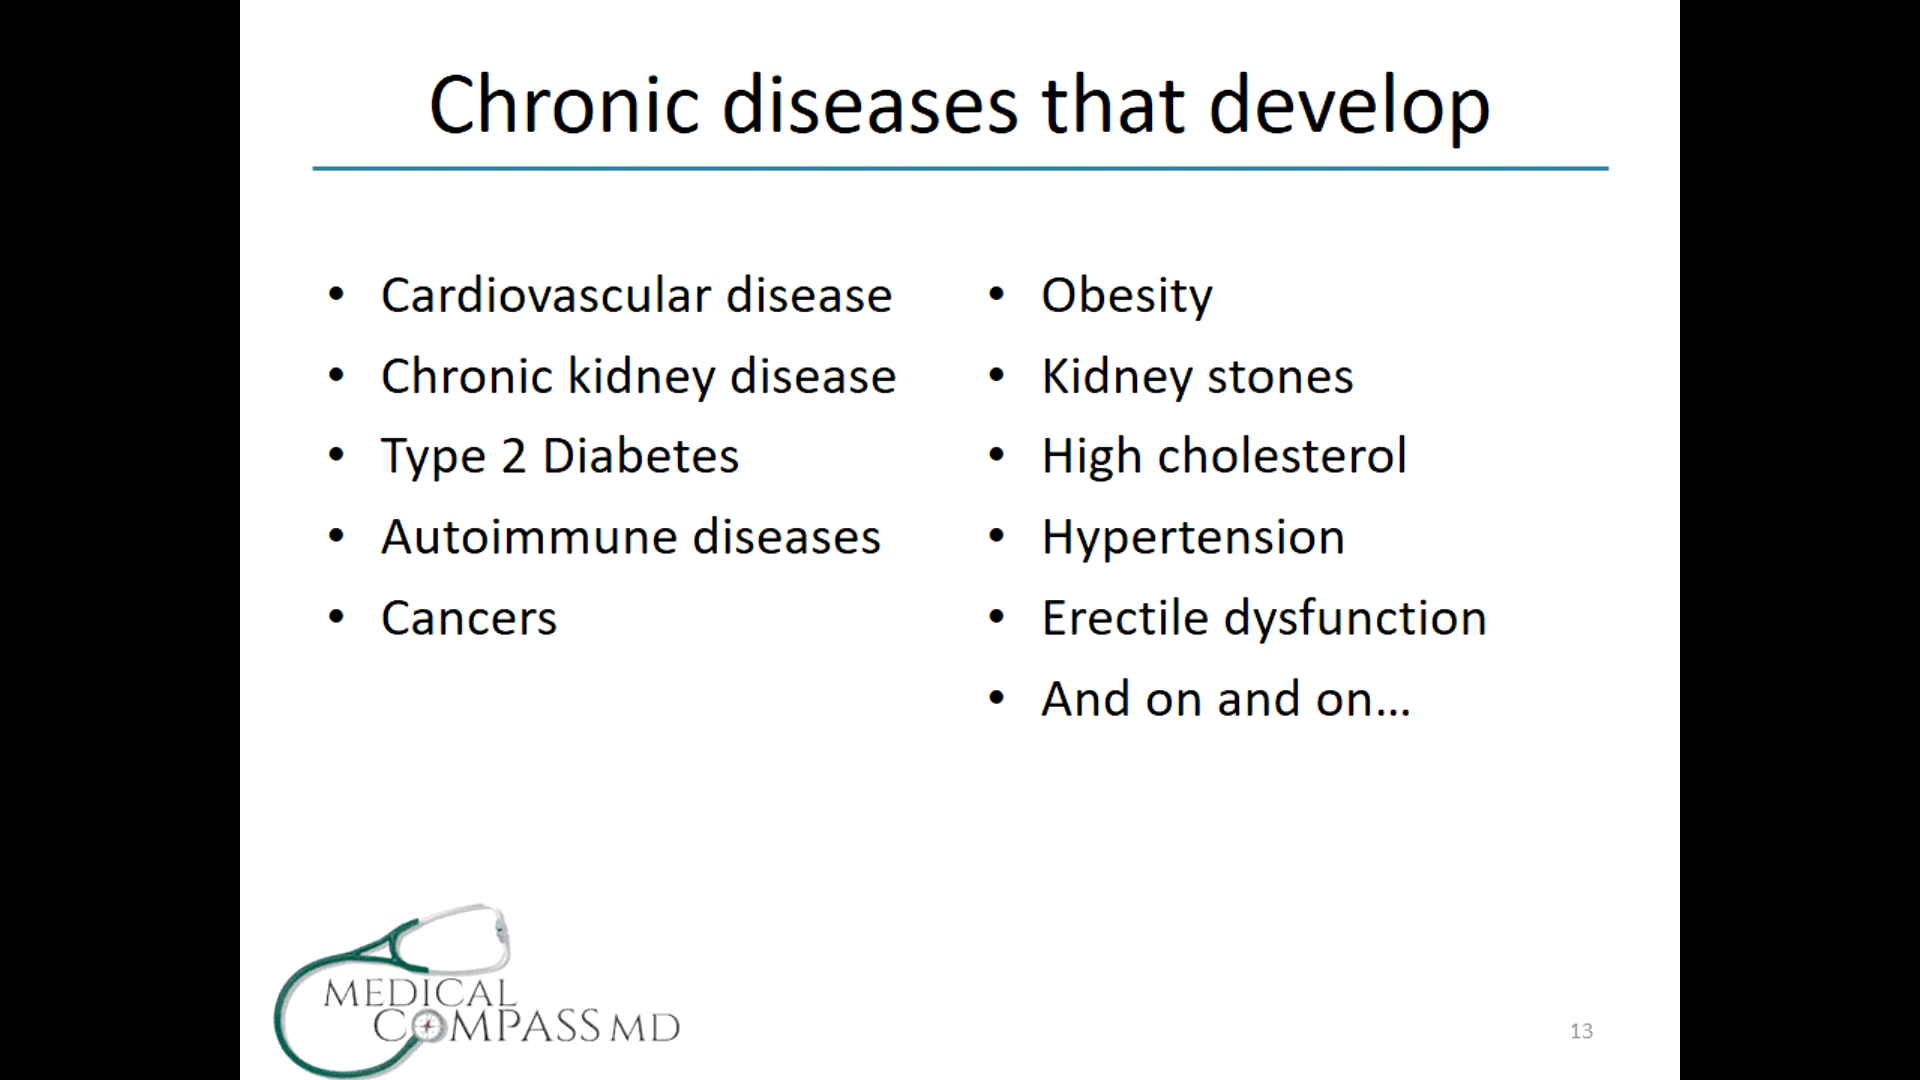 Chronic diseases that develop
• Cardiovascular disease
• Chronic kidney disease
• Type 2 Diabetes
• Autoimmune diseases
• Cancers
• Obesity
• Kidney stones
• High cholesterol
• Hypertension
• Erectile dysfunction
• And on and on...
MEDICAL
COMPASS MD
13